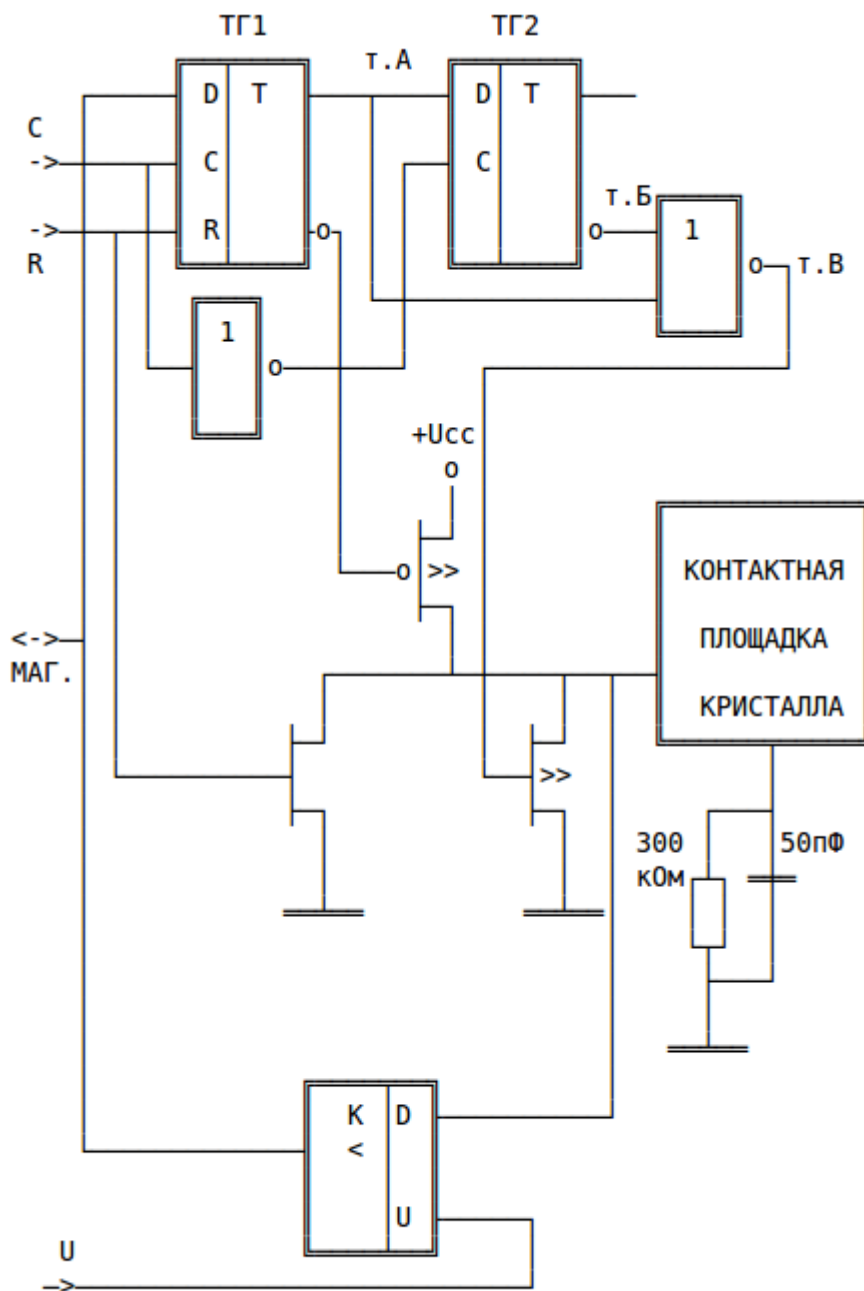 ТГ1 ТГ2
т.А
D T D T
C
->
C C
т.Б
-> R o o 1
R
o т.В
1
o
+Ucc
o
o >> КОНТАКТНАЯ
<-> ПЛОЩАДКА
МАГ.
КРИСТАЛЛА
>>
300 50пФ
кОм
K D
<
U
U
->